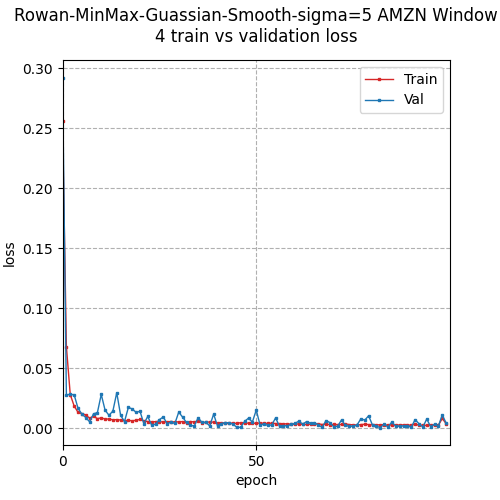 Rowan-MinMax-Guassian-Smooth-sigma=5 AMZN Window
4 train vs validation loss
0.30
0.25
0.20
0.15
0.10
0.05
0.00
loss
Train
Val
0
50
epoch